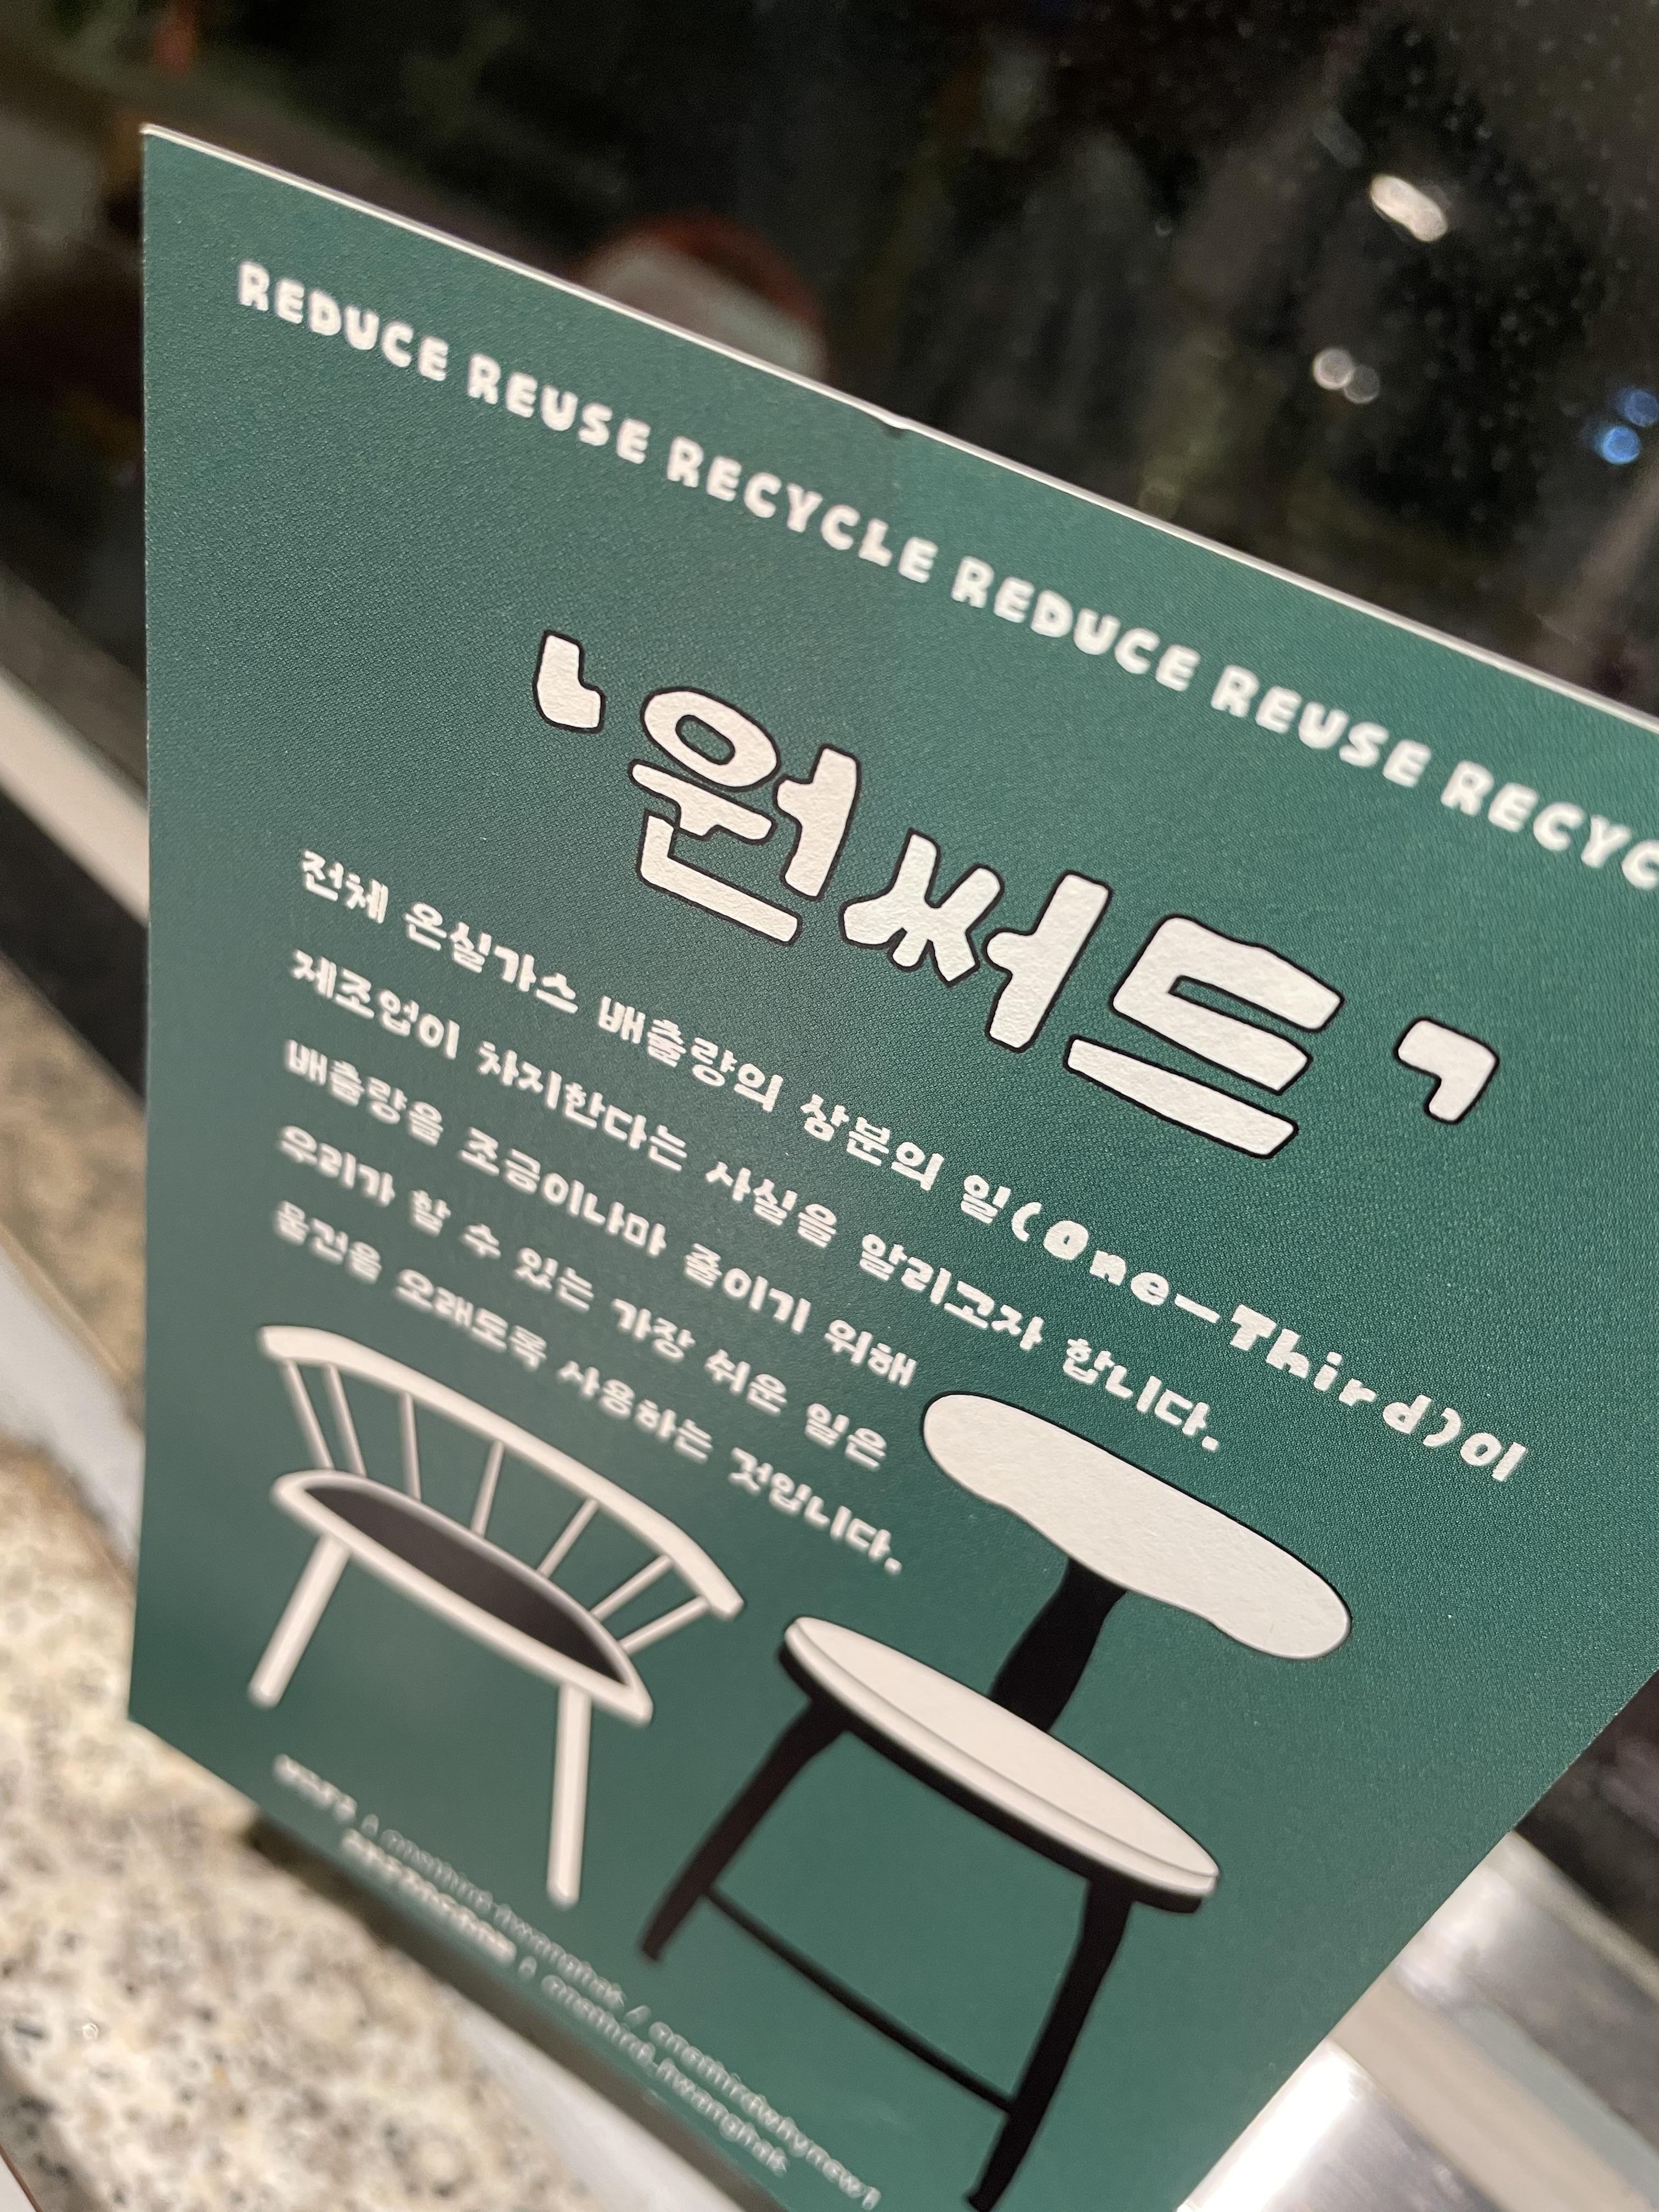 REDUCE REUSE RECYCLE REDUCE REUSE RECYC
‘원써드’
전체 온실가스 배출량의 삼분의 일(One-Third)이
제조업이 차지한다는 사실을 알리고자 합니다.
배출량을 조금이나마 줄이기 위해
우리가 할 수 있는 가장 쉬운 일은
물건을 오래도록 사용하는 것입니다.
/ onethirdwhynew1